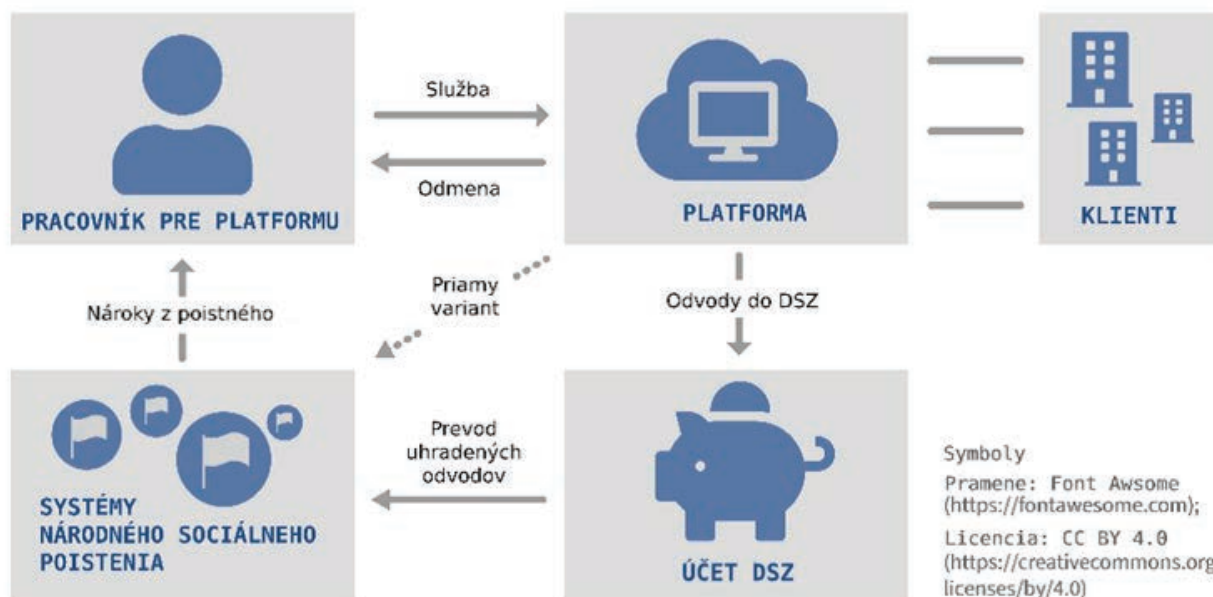 Služba
Odmena
PRACOVNÍK PRE PLATFORMU
PLATFORMA
KLIENTI
Nároky z poistného
Priamy
variant
Odvody do DSZ
Prevod
uhradených
odvodov
SYSTÉMY
NÁRODNÉHO SOCIÁLNEHO
POISTENIA
ÚČET DSZ
Symboly
Pramene: Font Awsome
(https://fontawesome.com);
Licencia: CC BY 4.0
(https://creativecommons.org
licenses/by/4.0)